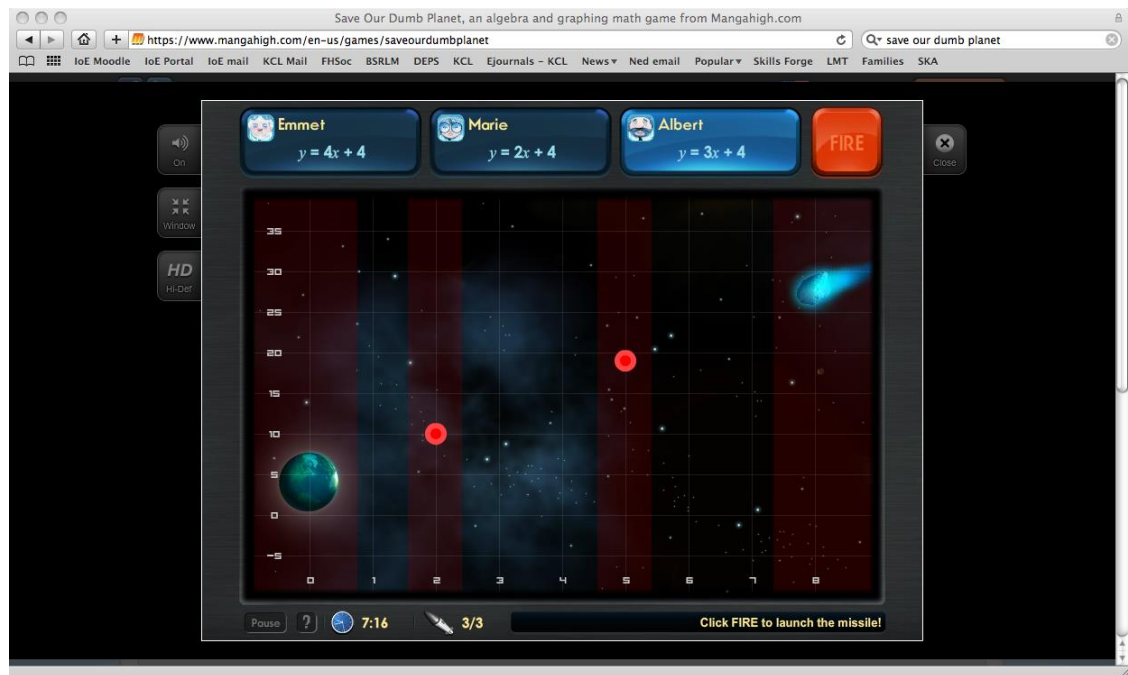 Save Our Dumb Planet, an algebra and graphing math game from Mangahigh.com
https://www.mangahigh.com/en-us/games/saveourdumbplanet
save our dumb planet
IoE Moodle IoE Portal IoE mail KCL Mail FHSoc BSRLM DEPS KCL Ejournals – KCL News Ned email Popular Skills Forge LMT Families SKA
Emmet
y = 4x + 4
Marie
y = 2x + 4
Albert
y = 3x + 4
FIRE
On
Close
Window
HD
Hi-Def
35
30
25
20
15
10
5
0
-5
0 1 2 3 4 5 6 7 8
Pause ? 7:16 3/3 Click FIRE to launch the missile!